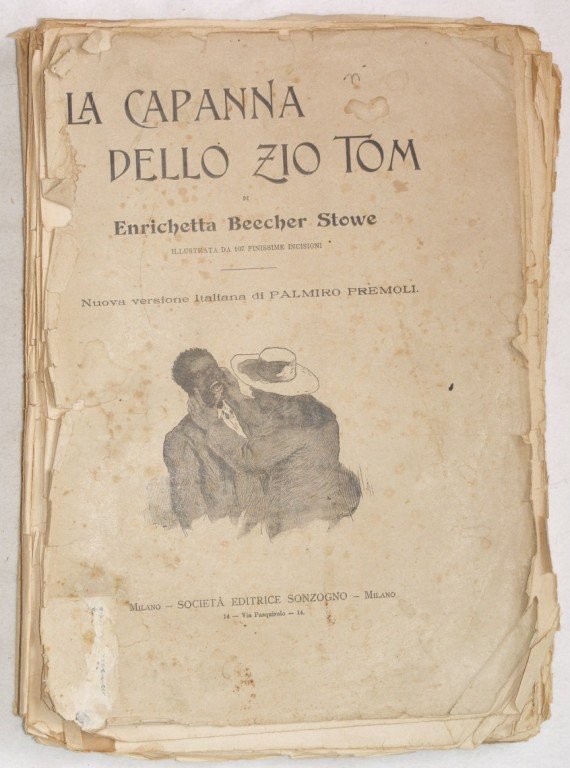 LA CAPANNA
DELLO ZIO TOM
DI
Enrichetta Beecher Stowe
ILLUSTRATA DA 107 FINISSIME INCISIONI
Nuova versione Italiana di PALMIRO PREMOLI.
MILANO – SOCIETÀ EDITRICE SONZOGNO – MILANO
14 – Via Pasquirolo – 14.